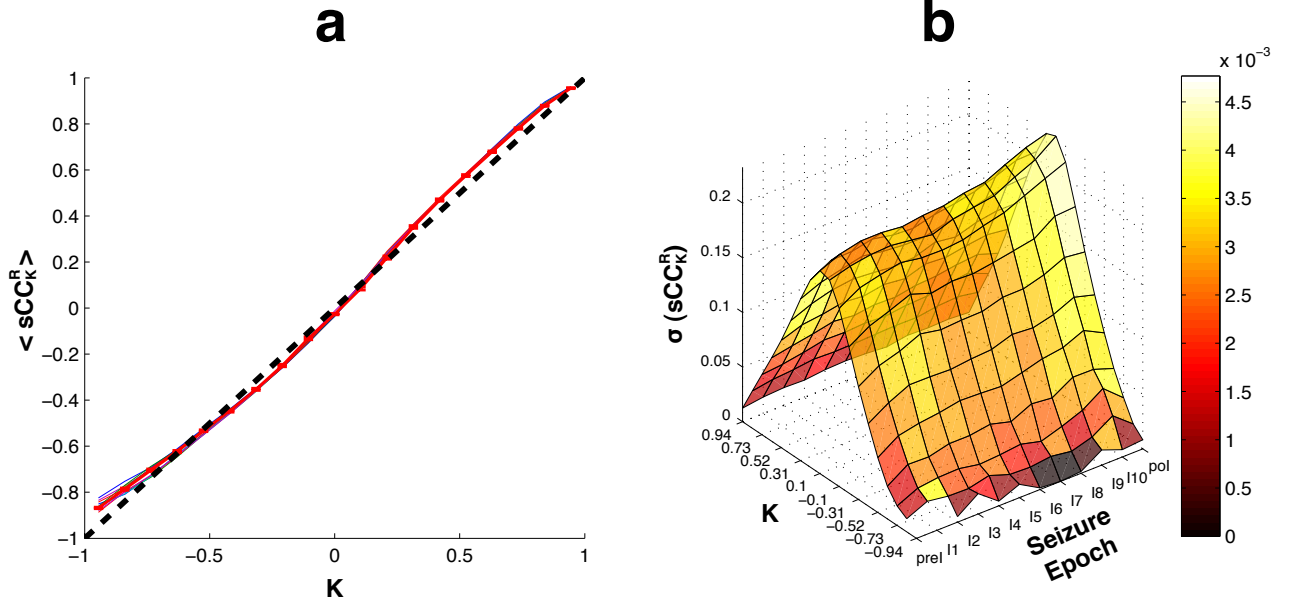 a
1
0.8
0.6
0.4
0.2
0
−0.2
−0.4
−0.6
−0.8
−1
< sCC_K^R >
−1
−0.5
0
0.5
1
K
b
0.2
0.15
0.1
0.05
0
σ (sCC_K^R)
0.94
0.73
0.52
0.31
0.1
−0.1
−0.31
−0.52
−0.73
−0.94
K
preI
I1
I2
I3
I4
I5
I6
I7
I8
I9
I10
poI
Seizure
Epoch
x 10^−3
4.5
4
3.5
3
2.5
2
1.5
1
0.5
0